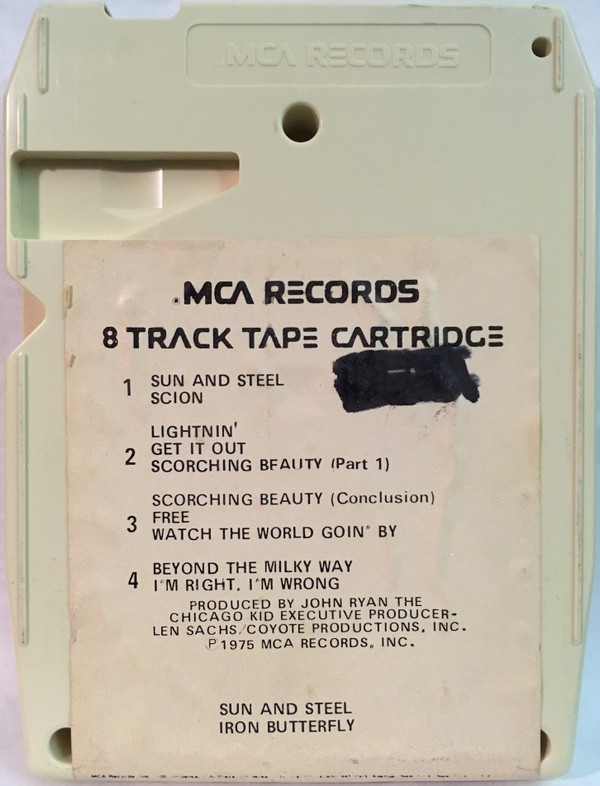 MCA RECORDS
MCA RECORDS
8 TRACK TAPE CARTRIDGE
1 SUN AND STEEL
SCION
LIGHTNIN'
2 GET IT OUT
SCORCHING BEAUTY (Part 1)
SCORCHING BEAUTY (Conclusion)
3 FREE
WATCH THE WORLD GOIN' BY
4 BEYOND THE MILKY WAY
I'M RIGHT, I'M WRONG
PRODUCED BY JOHN RYAN THE
CHICAGO KID EXECUTIVE PRODUCER-
LEN SACHS/COYOTE PRODUCTIONS, INC.
℗ 1975 MCA RECORDS, INC.
SUN AND STEEL
IRON BUTTERFLY